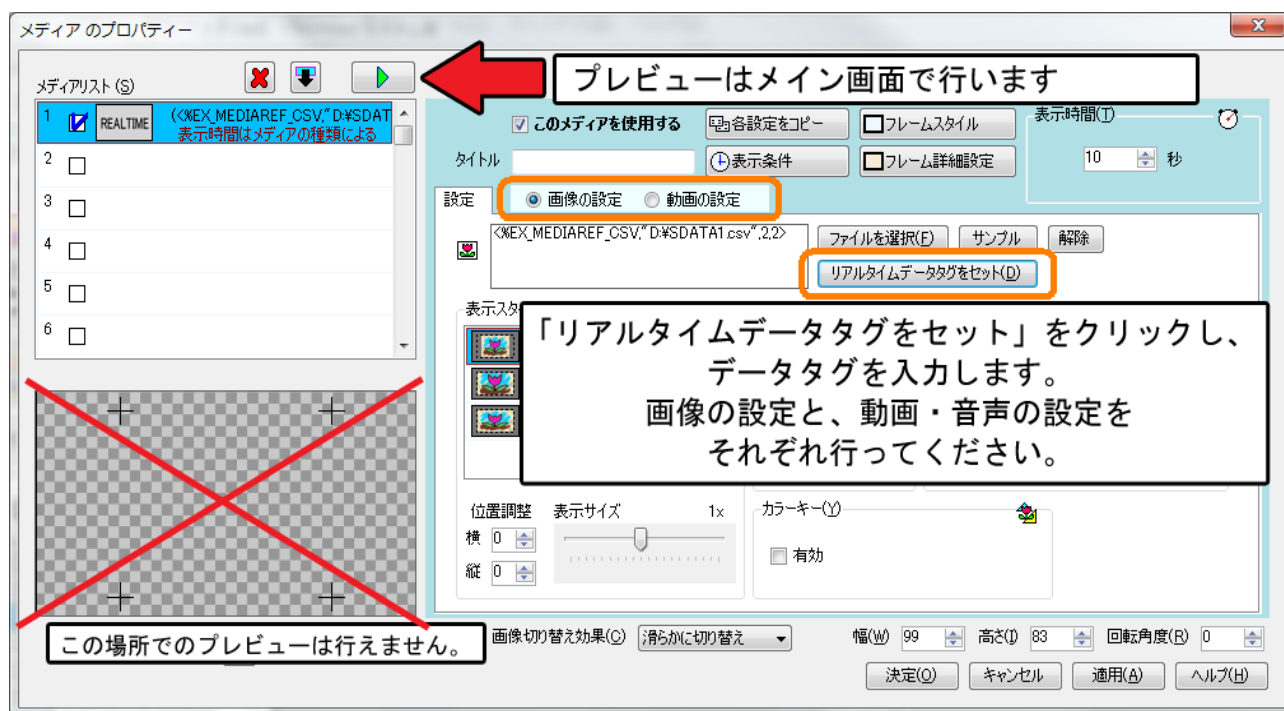 メディア のプロパティー
メディアリスト (S)
プレビューはメイン画面で行います
1 REALTIME (<%EX_MEDIAREF_CSV,"D:¥SDAT
表示時間はメディアの種類による
2
3
4
5
6
このメディアを使用する
各設定をコピー
フレームスタイル
表示時間(T)
タイトル
表示条件
フレーム詳細設定
10 秒
設定
画像の設定 動画の設定
<%EX_MEDIAREF_CSV,"D:¥SDATA1.csv",2,2>
ファイルを選択(F) サンプル 解除
リアルタイムデータタグをセット(D)
表示スタ
「リアルタイムデータタグをセット」をクリックし、
データタグを入力します。
画像の設定と、動画・音声の設定を
それぞれ行ってください。
位置調整 表示サイズ 1x
横 0
縦 0
カラーキー(Y)
有効
この場所でのプレビューは行えません。
画像切り替え効果(C) 滑らかに切り替え
幅(W) 99 高さ(I) 83 回転角度(R) 0
決定(O) キャンセル 適用(A) ヘルプ(H)